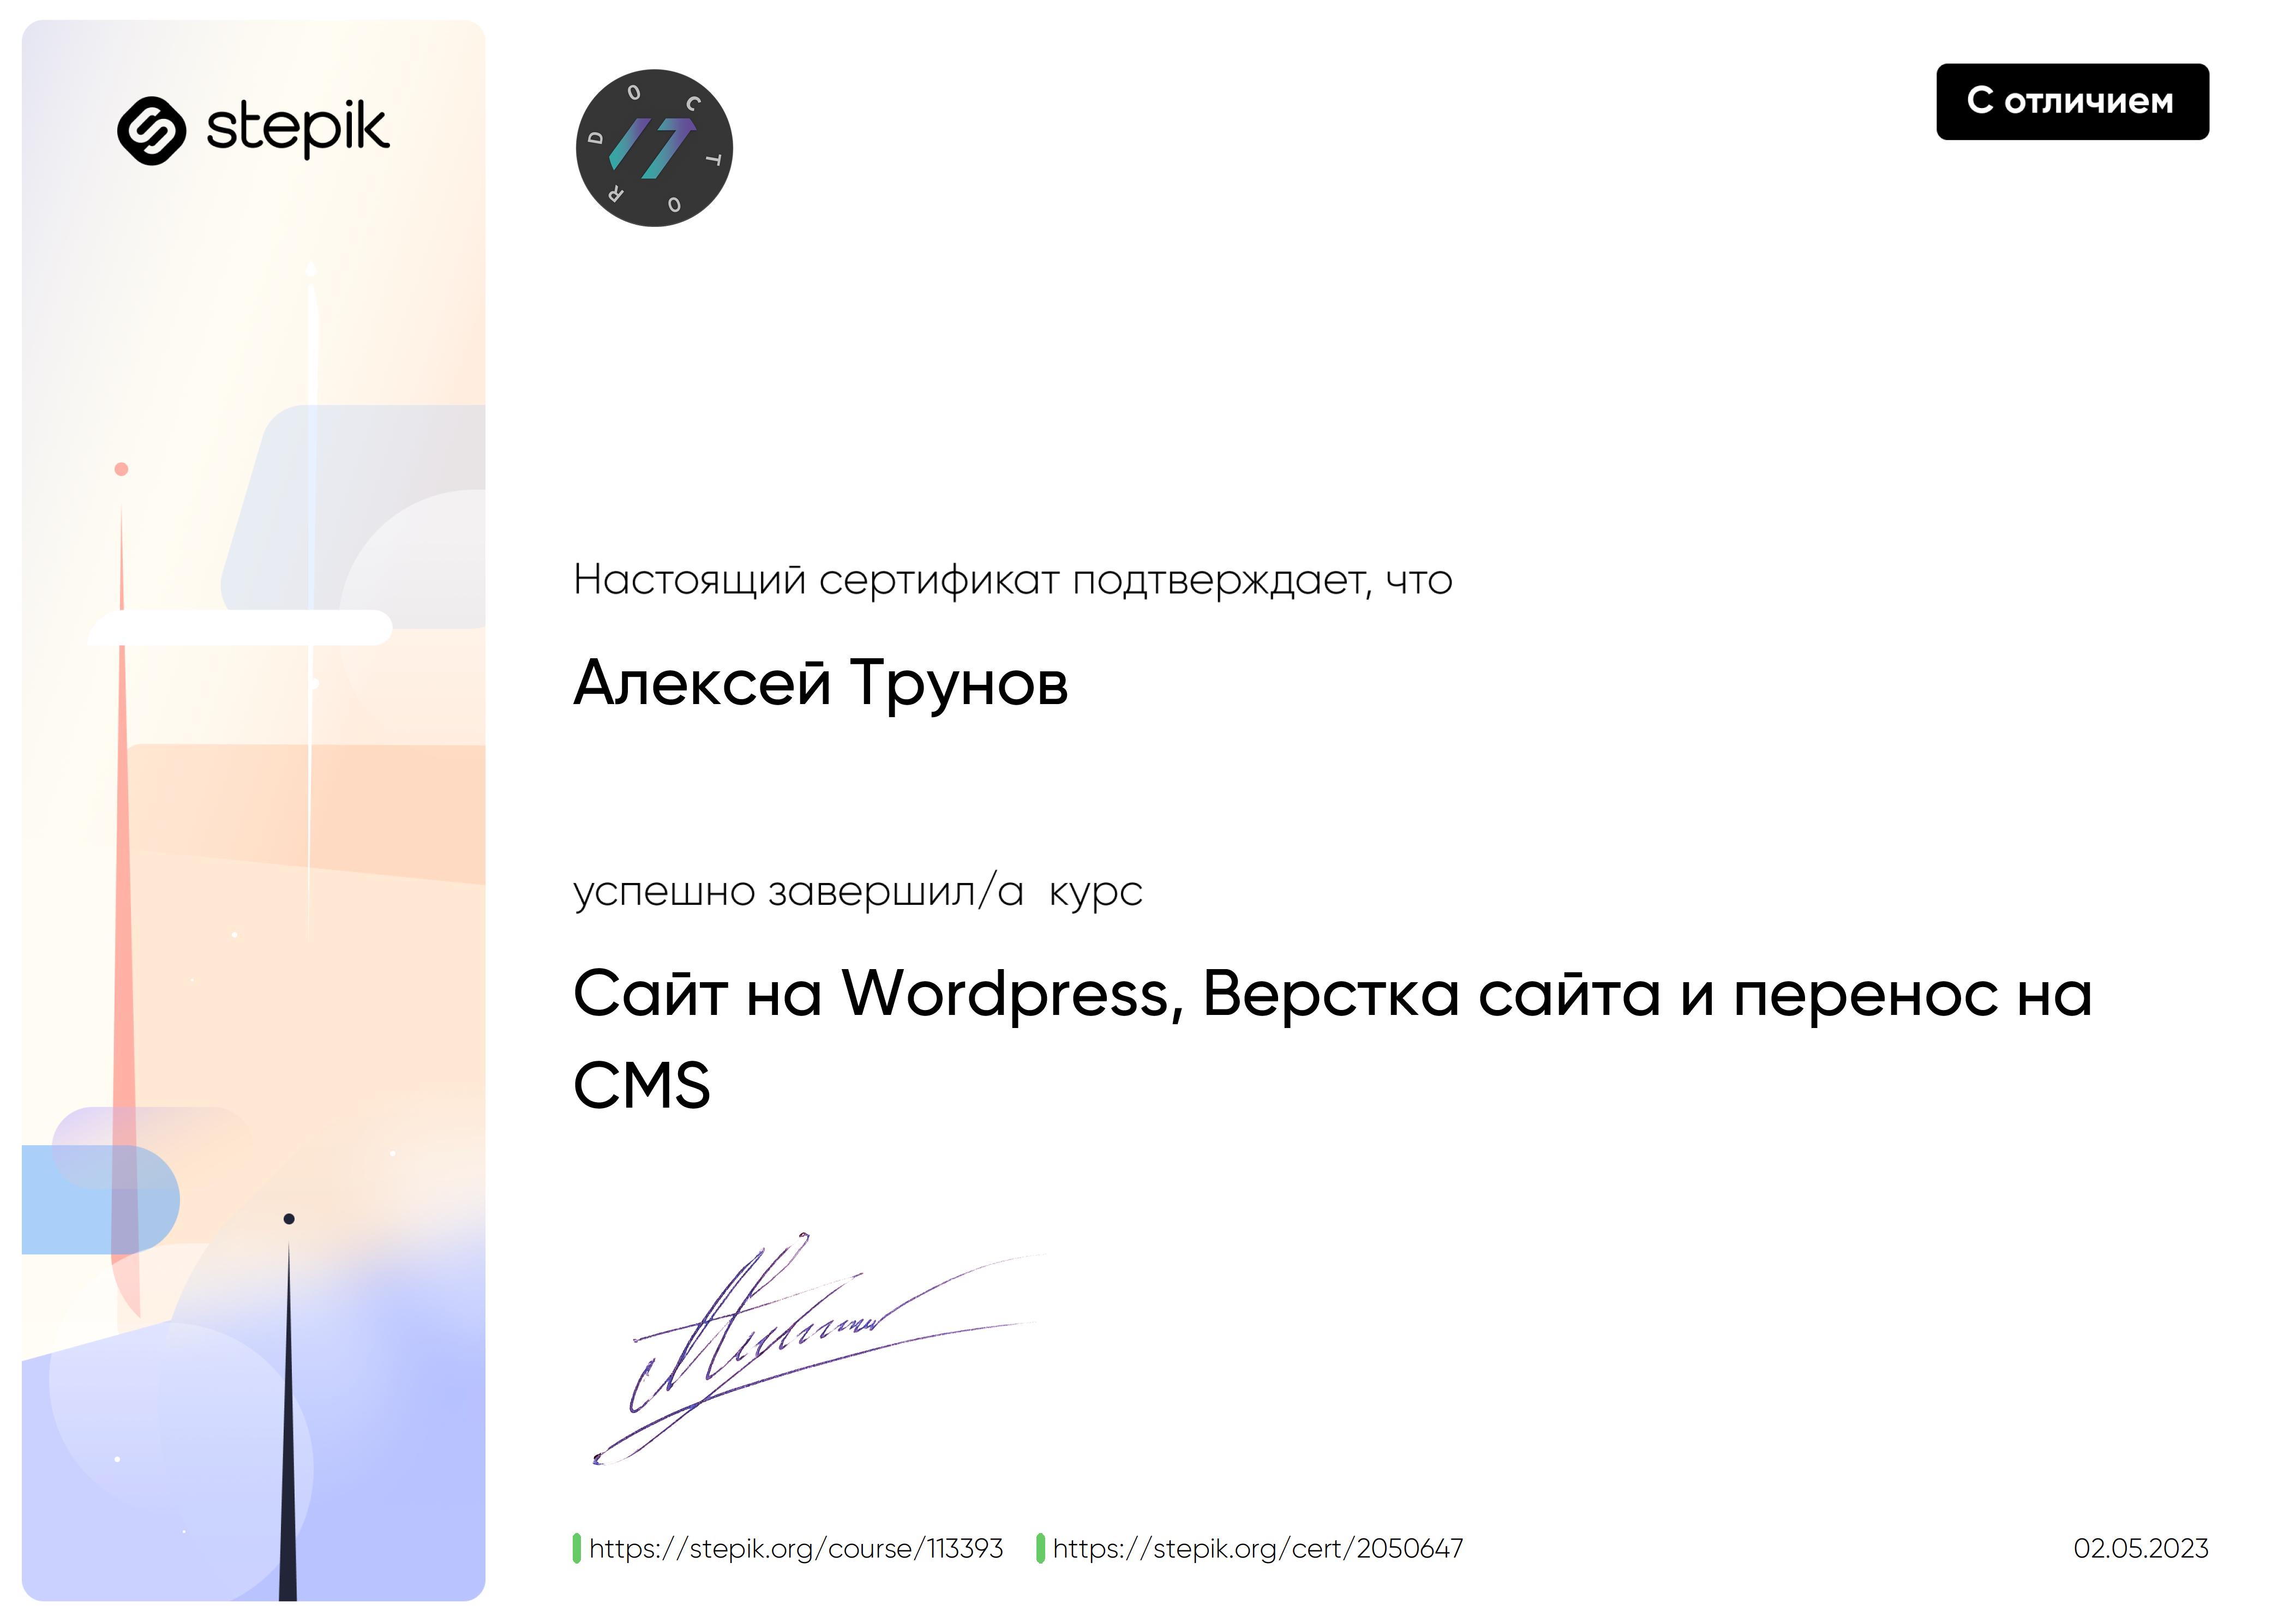 stepik
D O C T O R
IT
С отличием
Настоящий сертификат подтверждает, что
Алексей Трунов
успешно завершил/а курс
Сайт на Wordpress, Верстка сайта и перенос на
CMS
https://stepik.org/course/113393
https://stepik.org/cert/2050647
02.05.2023